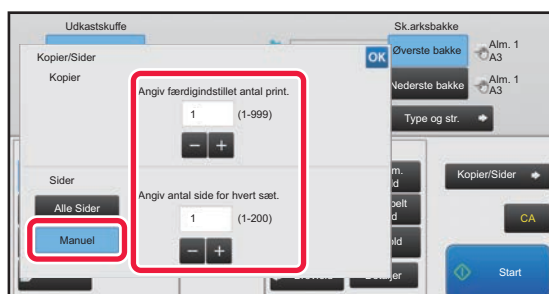 Udkastskuffe
Sk.arksbakke
Kopier/Sider
OK
Øverste bakke
Alm. 1
A3
Kopier
Angiv færdigindstillet antal print.
Nederste bakke
Alm. 1
A3
1
(1-999)
Type og str.
Sider
Angiv antal side for hvert sæt.
Kopier/Sider
Alle Sider
1
(1-200)
CA
Manuel
Start